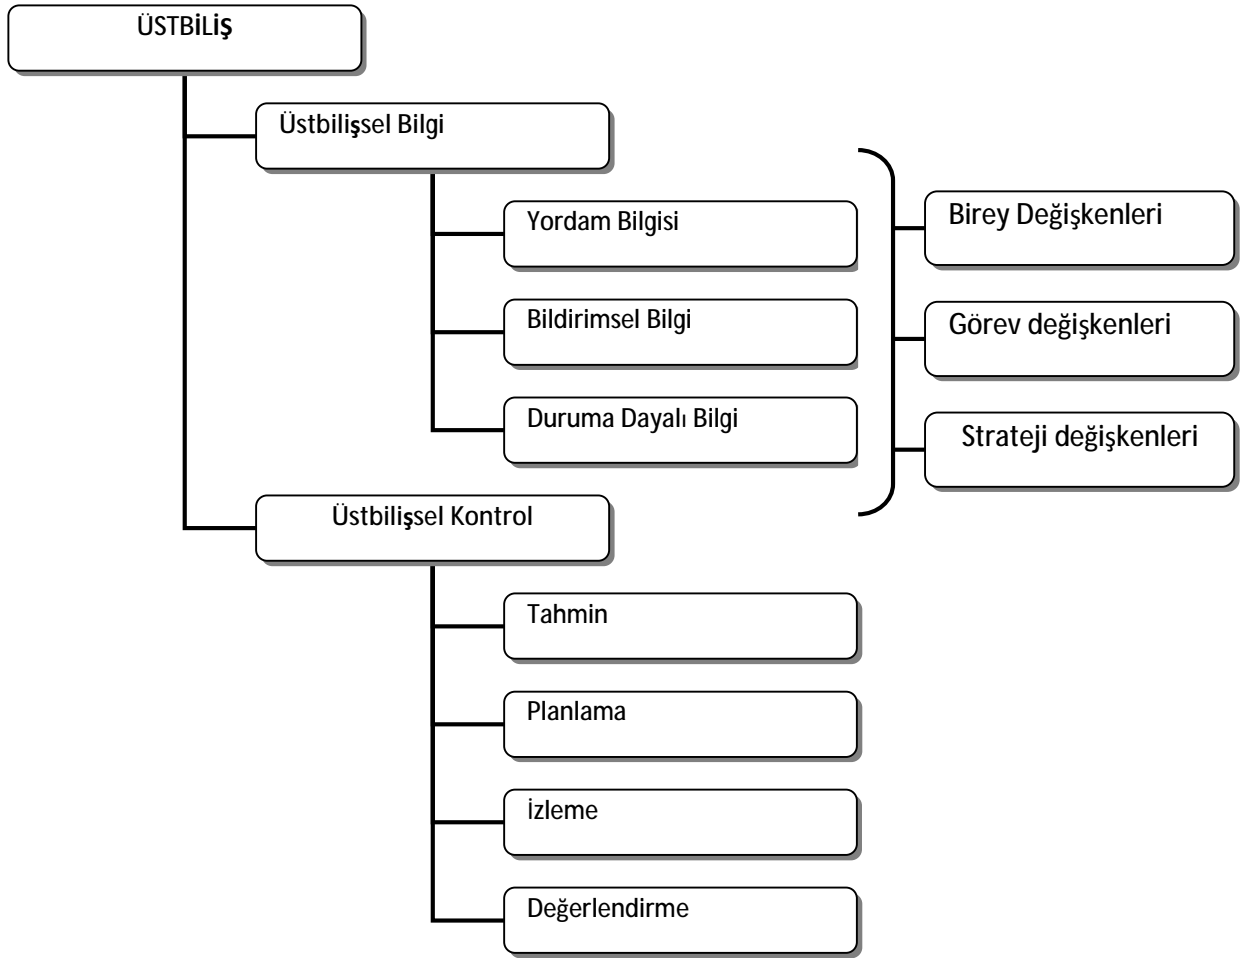 ÜSTBİLİŞ
Üstbilişsel Bilgi
Yordam Bilgisi
Bildirimsel Bilgi
Duruma Dayalı Bilgi
Birey Değişkenleri
Görev değişkenleri
Strateji değişkenleri
Üstbilişsel Kontrol
Tahmin
Planlama
İzleme
Değerlendirme